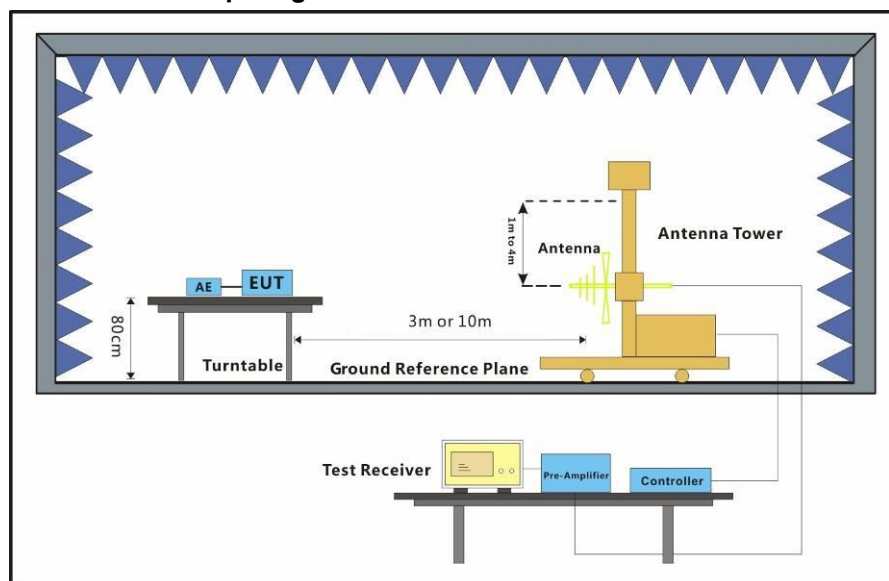 1m to 4m
Antenna
Antenna Tower
AE
EUT
80cm
3m or 10m
Turntable
Ground Reference Plane
Test Receiver
Pre-Amplifier
Controller